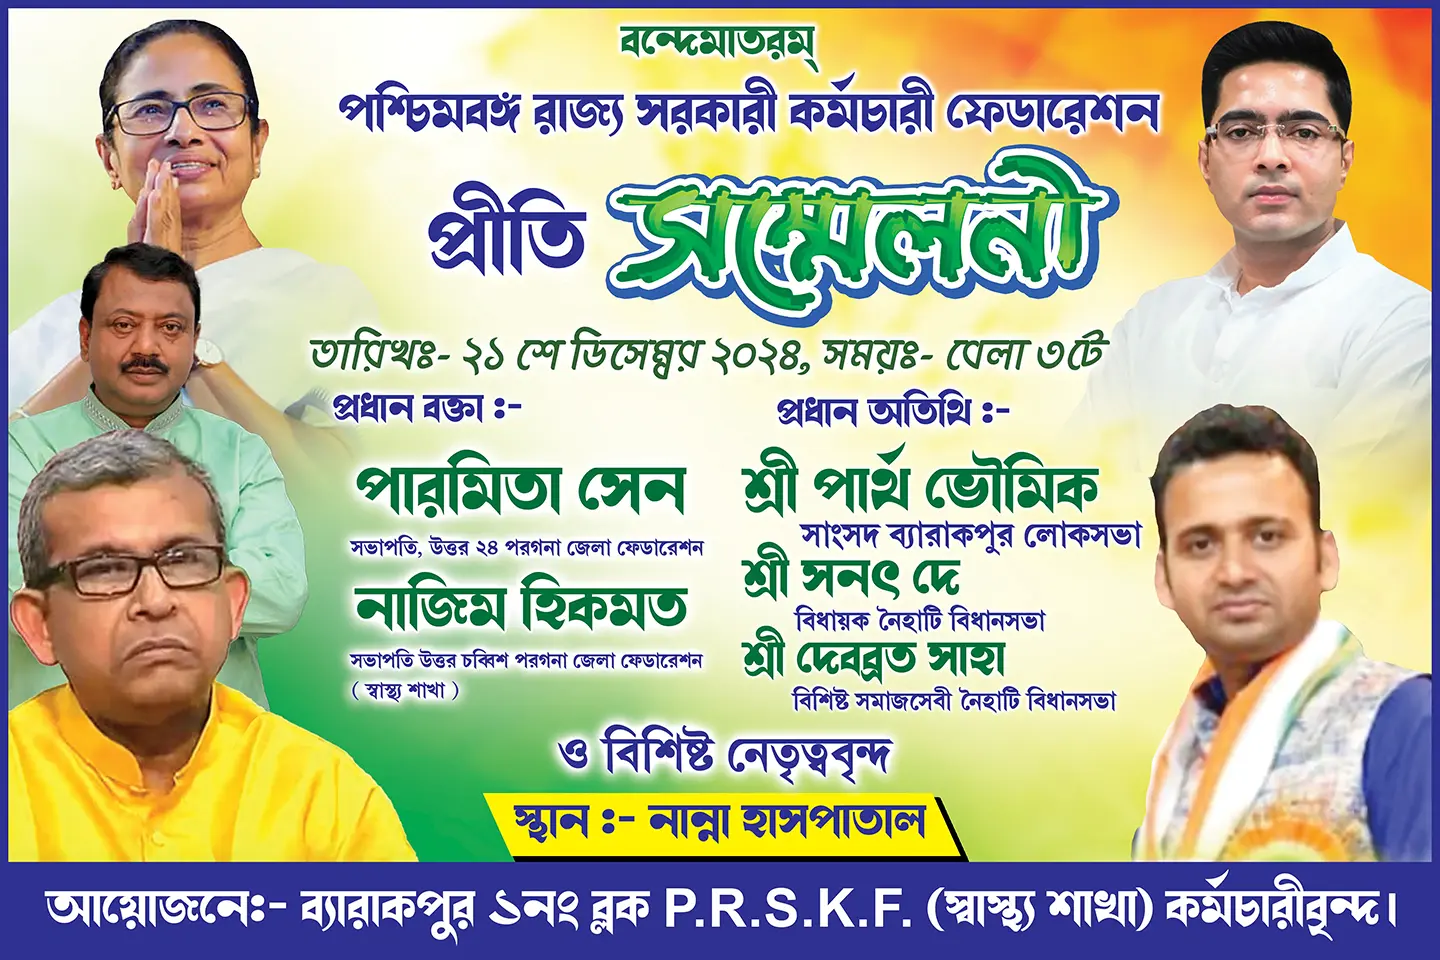 বন্দেমাতরম্
পশ্চিমবঙ্গ রাজ্য সরকারী কর্মচারী ফেডারেশন
প্রীতি সম্মেলনী
তারিখঃ- ২১ শে ডিসেম্বর ২০২৪, সময়ঃ- বেলা ৩টে
প্রধান বক্তা :-
পারমিতা সেন
সভাপতি, উত্তর ২৪ পরগনা জেলা ফেডারেশন
নাজিম হিকমত
সভাপতি উত্তর চব্বিশ পরগনা জেলা ফেডারেশন
( স্বাস্থ্য শাখা )
প্রধান অতিথি :-
শ্রী পার্থ ভৌমিক
সাংসদ ব্যারাকপুর লোকসভা
শ্রী সনৎ দে
বিধায়ক নৈহাটি বিধানসভা
শ্রী দেবব্রত সাহা
বিশিষ্ট সমাজসেবী নৈহাটি বিধানসভা
ও বিশিষ্ট নেতৃত্ববৃন্দ
স্থান :- নান্না হাসপাতাল
আয়োজনে:- ব্যারাকপুর ১নং ব্লক P.R.S.K.F. (স্বাস্থ্য শাখা) কর্মচারীবৃন্দ।